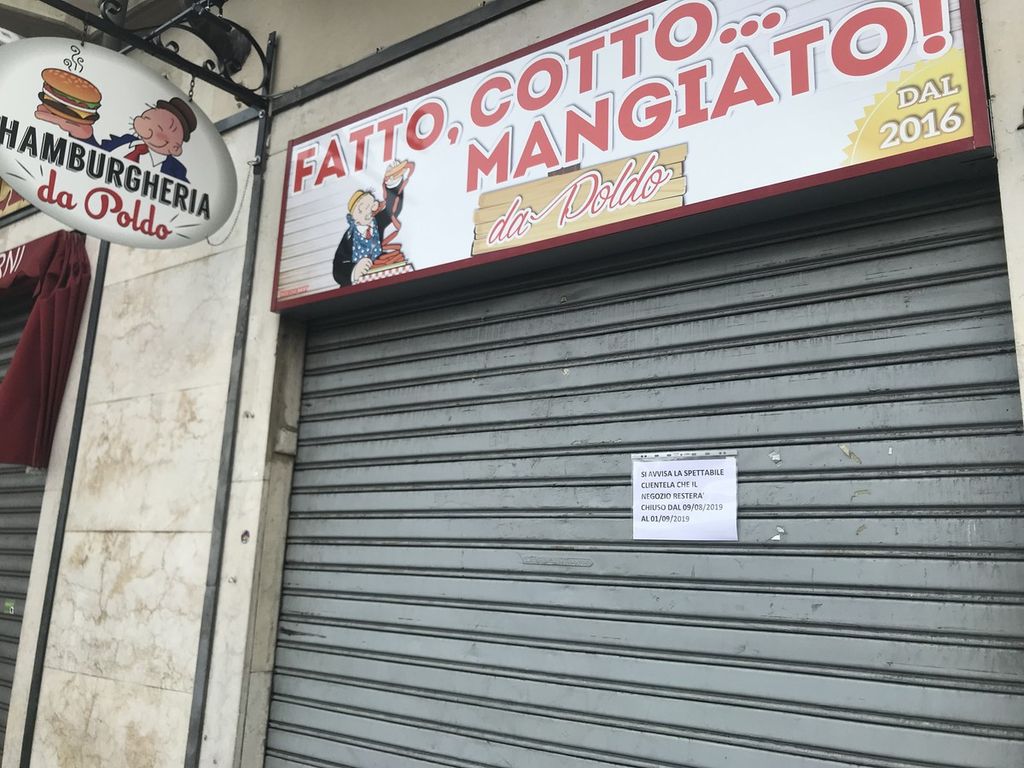 HAMBURGHERIA
da Poldo
FATTO, COTTO...
MANGIATO!
da Poldo
DAL
2016
RNI
SI AVVISA LA SPETTABILE
CLIENTELA CHE IL
NEGOZIO RESTERA'
CHIUSO DAL 09/08/2019
AL 01/09/2019